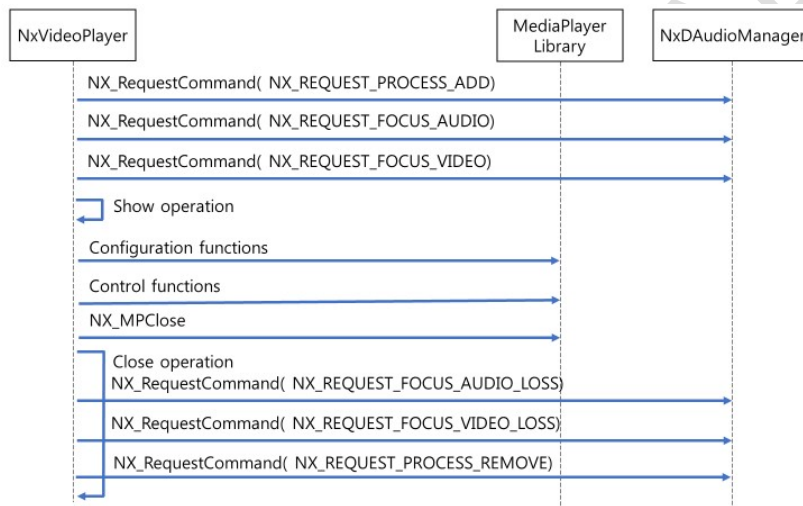 NxVideoPlayer
MediaPlayer
Library
NxDAudioManager
NX_RequestCommand( NX_REQUEST_PROCESS_ADD)
NX_RequestCommand( NX_REQUEST_FOCUS_AUDIO)
NX_RequestCommand( NX_REQUEST_FOCUS_VIDEO)
Show operation
Configuration functions
Control functions
NX_MPClose
Close operation
NX_RequestCommand( NX_REQUEST_FOCUS_AUDIO_LOSS)
NX_RequestCommand( NX_REQUEST_FOCUS_VIDEO_LOSS)
NX_RequestCommand( NX_REQUEST_PROCESS_REMOVE)